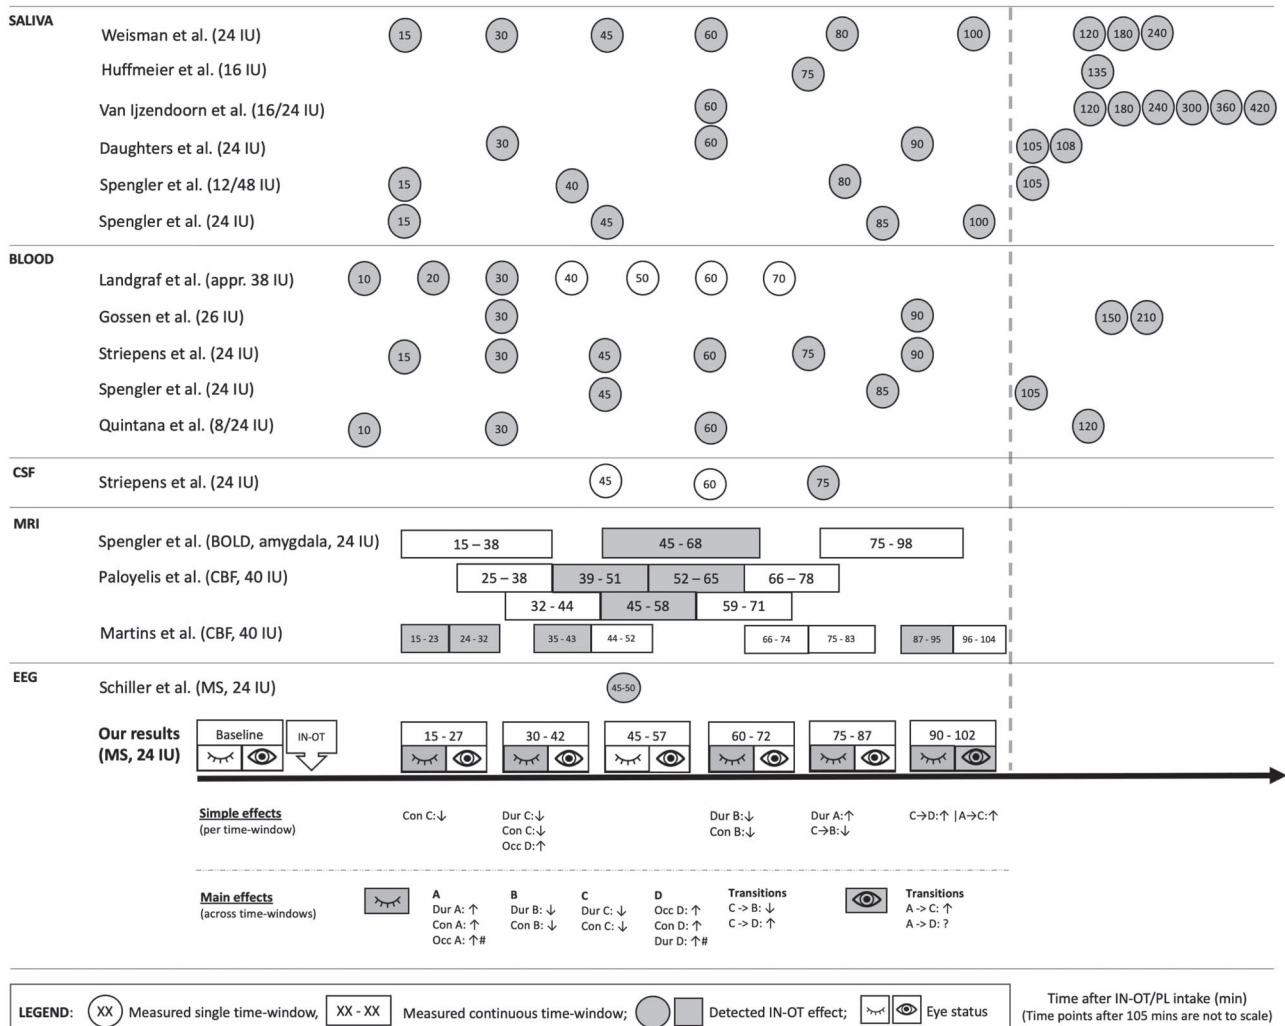 SALIVA
Weisman et al. (24 IU) 15 30 45 60 80 100 120 180 240
Huffmeier et al. (16 IU) 75 135
Van Ijzendoorn et al. (16/24 IU) 60 120 180 240 300 360 420
Daughters et al. (24 IU) 30 60 90 105 108
Spengler et al. (12/48 IU) 15 40 80 105
Spengler et al. (24 IU) 15 45 85 100
BLOOD
Landgraf et al. (appr. 38 IU) 10 20 30 40 50 60 70
Gossen et al. (26 IU) 30 90 150 210
Striepens et al. (24 IU) 15 30 45 60 75 90
Spengler et al. (24 IU) 45 85 105
Quintana et al. (8/24 IU) 10 30 60 120
CSF
Striepens et al. (24 IU) 45 60 75
MRI
Spengler et al. (BOLD, amygdala, 24 IU) 15 – 38 45 - 68 75 - 98
Paloyelis et al. (CBF, 40 IU) 25 – 38 39 - 51 52 – 65 66 – 78
32 - 44 45 - 58 59 - 71
Martins et al. (CBF, 40 IU) 15 - 23 24 - 32 35 - 43 44 - 52 66 - 74 75 - 83 87 - 95 96 - 104
EEG
Schiller et al. (MS, 24 IU) 45-50
Our results Baseline IN-OT 15 - 27 30 - 42 45 - 57 60 - 72 75 - 87 90 - 102
(MS, 24 IU)
Simple effects Con C:↓ Dur C:↓ Dur B:↓ Dur A:↑ C→D:↑ | A→C:↑
(per time-window) Con C:↓ Con B:↓ C→B:↓
Occ D:↑
Main effects A B C D Transitions Transitions
(across time-windows) Dur A: ↑ Dur B: ↓ Dur C: ↓ Occ D: ↑ C -> B: ↓ A -> C: ↑
Con A: ↑ Con B: ↓ Con C: ↓ Con D: ↑ C -> D: ↑ A -> D: ?
Occ A: ↑# Dur D: ↑#
LEGEND: XX Measured single time-window, XX - XX Measured continuous time-window; Detected IN-OT effect; Eye status
Time after IN-OT/PL intake (min)
(Time points after 105 mins are not to scale)